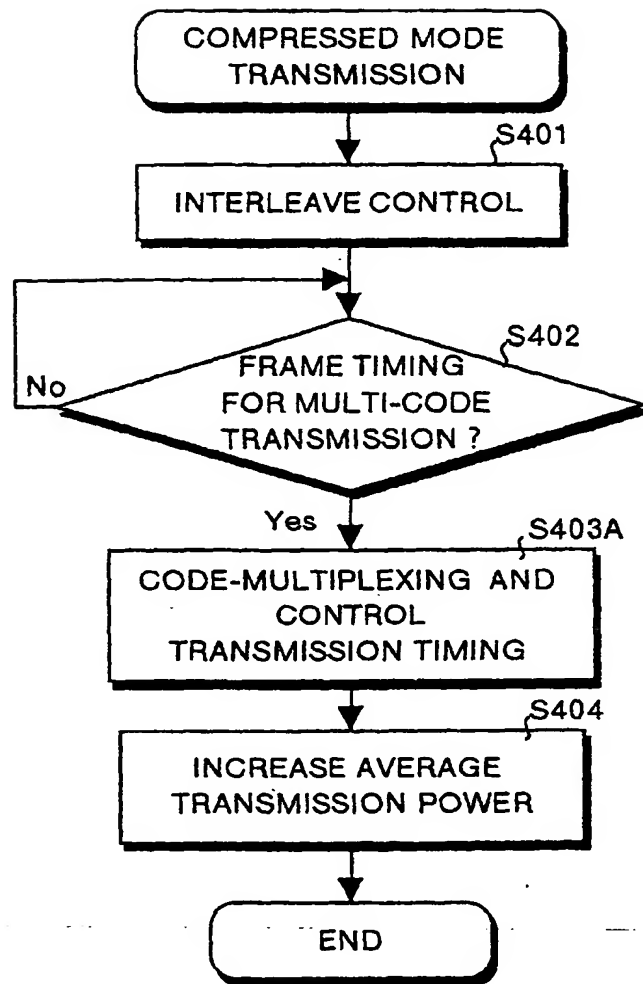 COMPRESSED MODE
TRANSMISSION
S401
INTERLEAVE CONTROL
S402
FRAME TIMING
FOR MULTI-CODE
TRANSMISSION ?
No
Yes
S403A
CODE-MULTIPLEXING AND
CONTROL
TRANSMISSION TIMING
S404
INCREASE AVERAGE
TRANSMISSION POWER
END